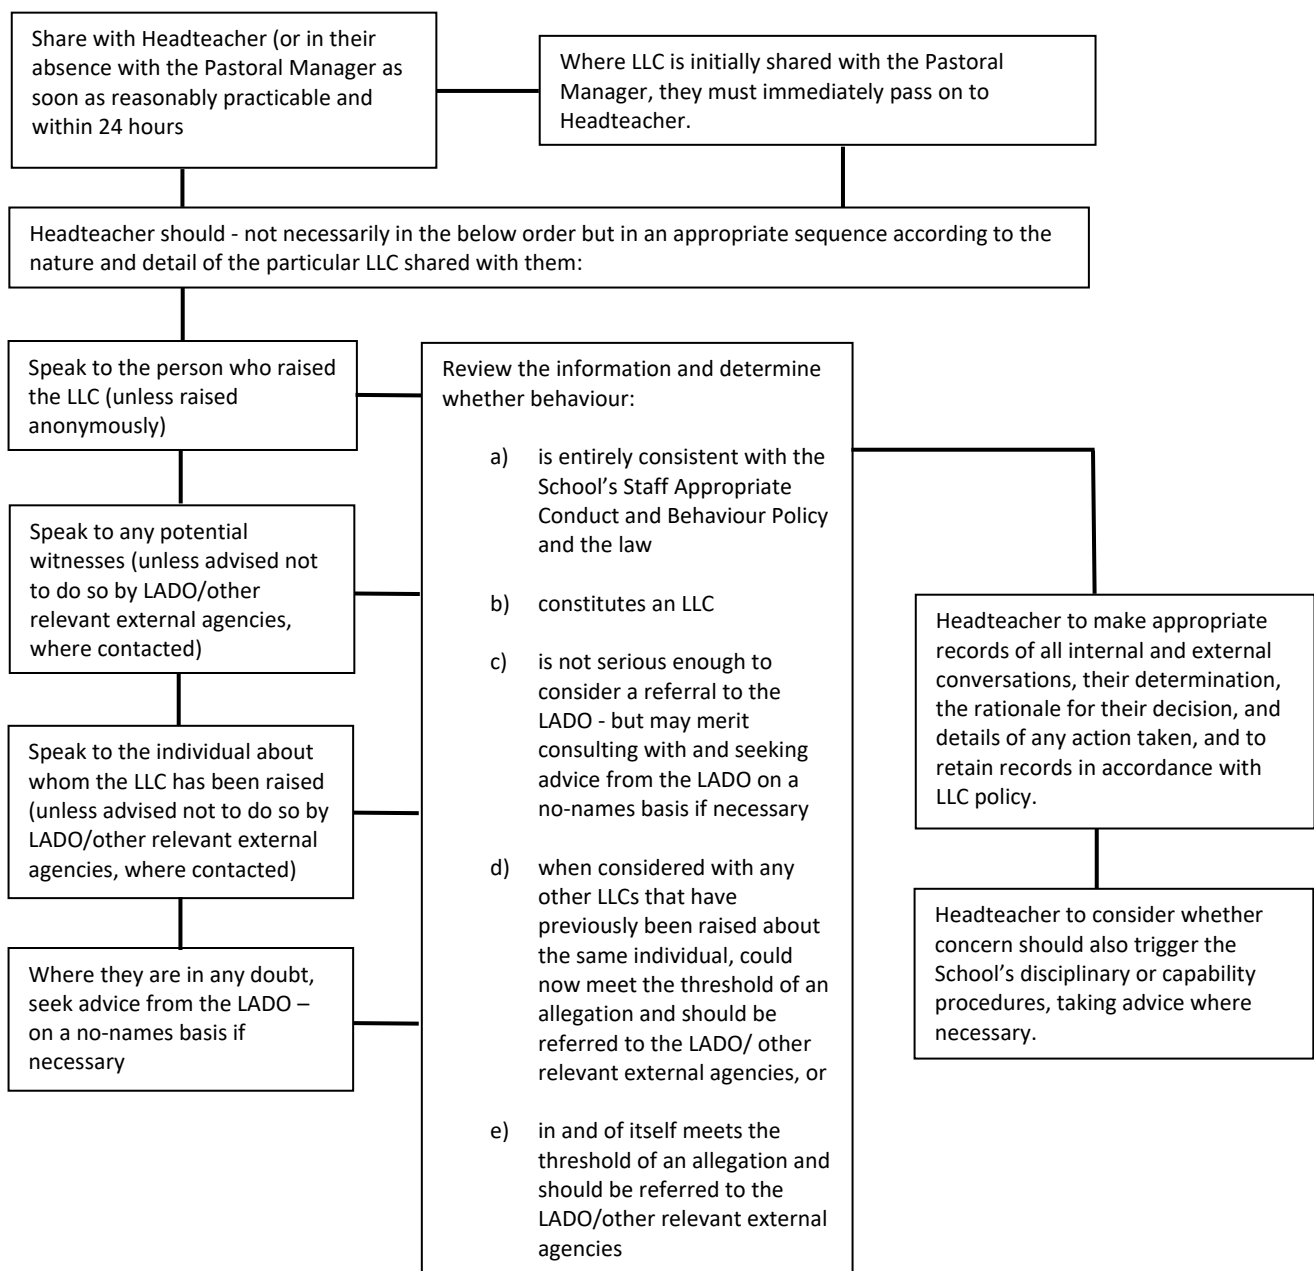 Share with Headteacher (or in their
absence with the Pastoral Manager as
soon as reasonably practicable and
within 24 hours
Where LLC is initially shared with the Pastoral
Manager, they must immediately pass on to
Headteacher.
Headteacher should - not necessarily in the below order but in an appropriate sequence according to the
nature and detail of the particular LLC shared with them:
Speak to the person who raised
the LLC (unless raised
anonymously)
Speak to any potential
witnesses (unless advised not
to do so by LADO/other
relevant external agencies,
where contacted)
Speak to the individual about
whom the LLC has been raised
(unless advised not to do so by
LADO/other relevant external
agencies, where contacted)
Where they are in any doubt,
seek advice from the LADO –
on a no-names basis if
necessary
Review the information and determine
whether behaviour:
a) is entirely consistent with the
School’s Staff Appropriate
Conduct and Behaviour Policy
and the law
b) constitutes an LLC
c) is not serious enough to
consider a referral to the
LADO - but may merit
consulting with and seeking
advice from the LADO on a
no-names basis if necessary
d) when considered with any
other LLCs that have
previously been raised about
the same individual, could
now meet the threshold of an
allegation and should be
referred to the LADO/ other
relevant external agencies, or
e) in and of itself meets the
threshold of an allegation and
should be referred to the
LADO/other relevant external
agencies
Headteacher to make appropriate
records of all internal and external
conversations, their determination,
the rationale for their decision, and
details of any action taken, and to
retain records in accordance with
LLC policy.
Headteacher to consider whether
concern should also trigger the
School’s disciplinary or capability
procedures, taking advice where
necessary.